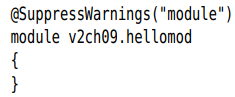 @SuppressWarnings("module")
module v2ch09.hellomod
{
}